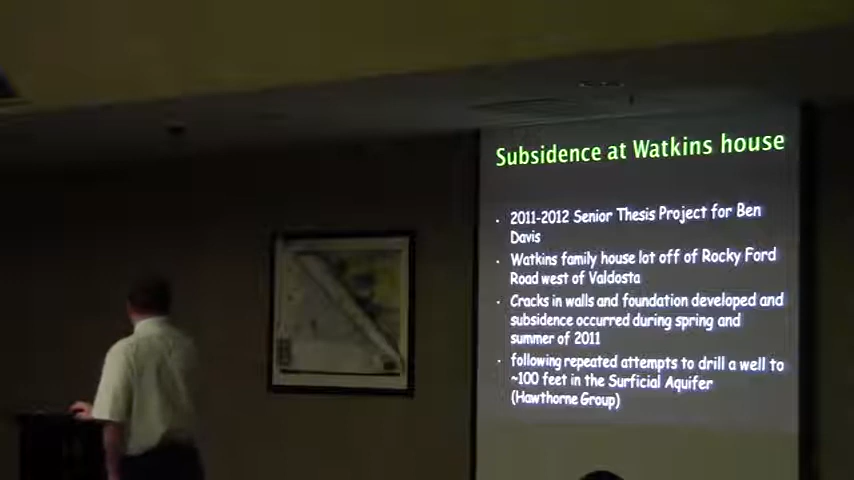 Subsidence at Watkins house
• 2011-2012 Senior Thesis Project for Ben
Davis
• Watkins family house lot off of Rocky Ford
Road west of Valdosta
• Cracks in walls and foundation developed and
subsidence occurred during spring and
summer of 2011
• following repeated attempts to drill a well to
~100 feet in the Surficial Aquifer
(Hawthorne Group)